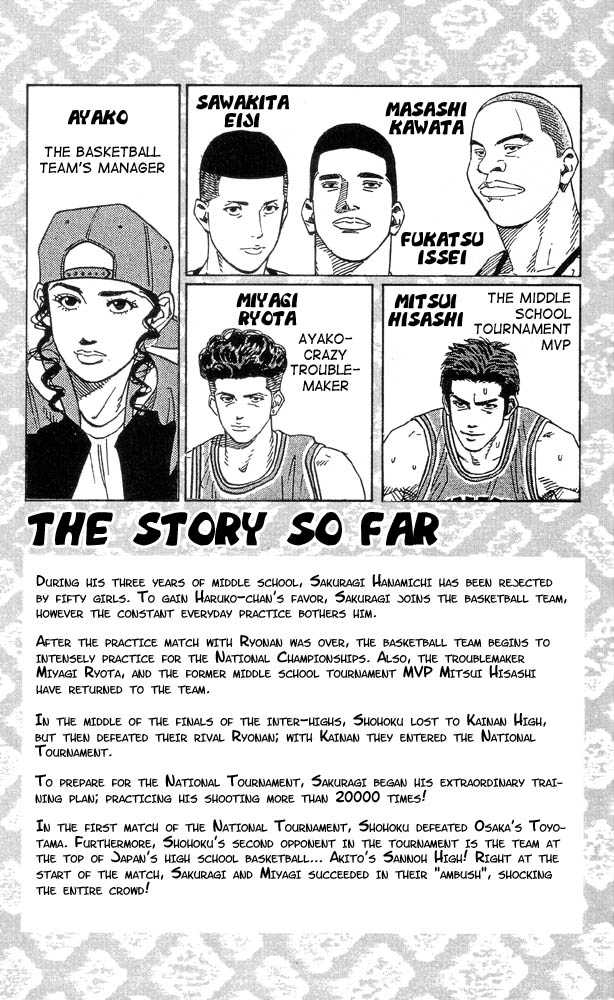 AYAKO
THE BASKETBALL
TEAM'S MANAGER
SAWAKITA
EIJI
MASASHI
KAWATA
FUKATSU
ISSEI
MIYAGI
RYOTA
AYAKO-
CRAZY
TROUBLE-
MAKER
MITSUI
HISASHI
THE MIDDLE
SCHOOL
TOURNAMENT
MVP
THE STORY SO FAR
DURING HIS THREE YEARS OF MIDDLE SCHOOL, SAKURAGI HANAMICHI HAS BEEN REJECTED
BY FIFTY GIRLS. TO GAIN HARUKO-CHAN'S FAVOR, SAKURAGI JOINS THE BASKETBALL TEAM,
HOWEVER THE CONSTANT EVERYDAY PRACTICE BOTHERS HIM.
AFTER THE PRACTICE MATCH WITH RYONAN WAS OVER, THE BASKETBALL TEAM BEGINS TO
INTENSELY PRACTICE FOR THE NATIONAL CHAMPIONSHIPS. ALSO, THE TROUBLEMAKER
MIYAGI RYOTA, AND THE FORMER MIDDLE SCHOOL TOURNAMENT MVP MITSUI HISASHI
HAVE RETURNED TO THE TEAM.
IN THE MIDDLE OF THE FINALS OF THE INTER-HIGHS, SHOHOKU LOST TO KAINAN HIGH,
BUT THEN DEFEATED THEIR RIVAL RYONAN; WITH KAINAN THEY ENTERED THE NATIONAL
TOURNAMENT.
TO PREPARE FOR THE NATIONAL TOURNAMENT, SAKURAGI BEGAN HIS EXTRAORDINARY TRAI-
NING PLAN; PRACTICING HIS SHOOTING MORE THAN 20000 TIMES!
IN THE FIRST MATCH OF THE NATIONAL TOURNAMENT, SHOHOKU DEFEATED OSAKA'S TOYO-
TAMA. FURTHERMORE, SHOHOKU'S SECOND OPPONENT IN THE TOURNAMENT IS THE TEAM AT
THE TOP OF JAPAN'S HIGH SCHOOL BASKETBALL... AKITO'S SANNOH HIGH! RIGHT AT THE
START OF THE MATCH, SAKURAGI AND MIYAGI SUCCEEDED IN THEIR "AMBUSH", SHOCKING
THE ENTIRE CROWD!